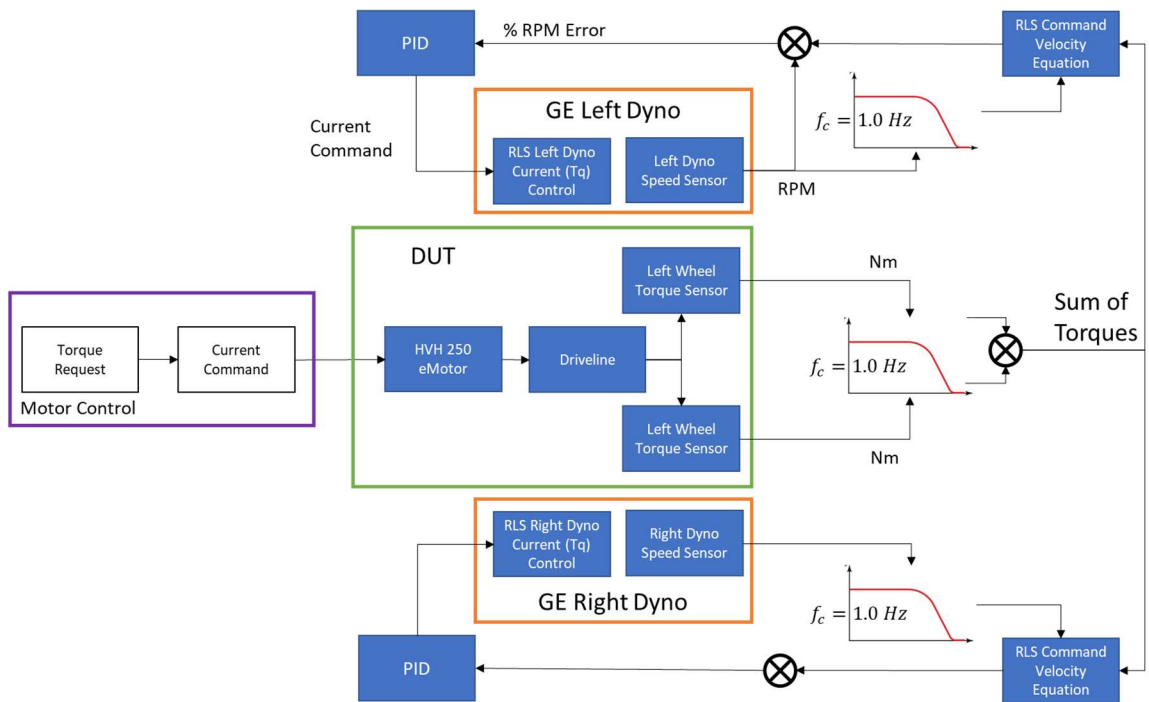 PID
% RPM Error
RLS Command
Velocity
Equation
GE Left Dyno
Current
Command
RLS Left Dyno
Current (Tq)
Control
Left Dyno
Speed Sensor
RPM
f_c = 1.0 Hz
DUT
Left Wheel
Torque Sensor
Nm
Sum of
Torques
Torque
Request
Current
Command
Motor Control
HVH 250
eMotor
Driveline
f_c = 1.0 Hz
Left Wheel
Torque Sensor
Nm
RLS Right Dyno
Current (Tq)
Control
Right Dyno
Speed Sensor
GE Right Dyno
f_c = 1.0 Hz
PID
RLS Command
Velocity
Equation